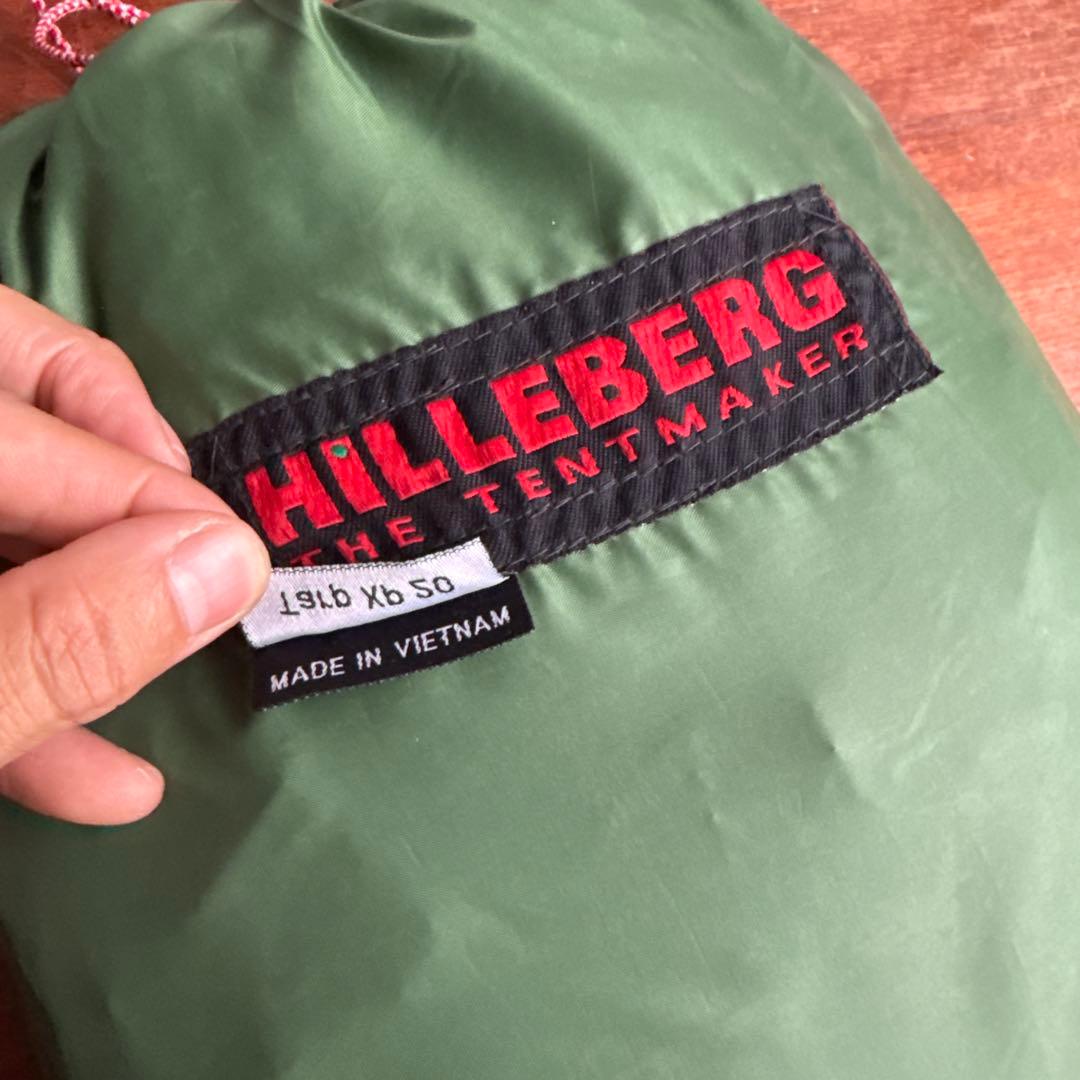 HILLEBERG
THE TENTMAKER
Tarp Xp 20
MADE IN VIETNAM